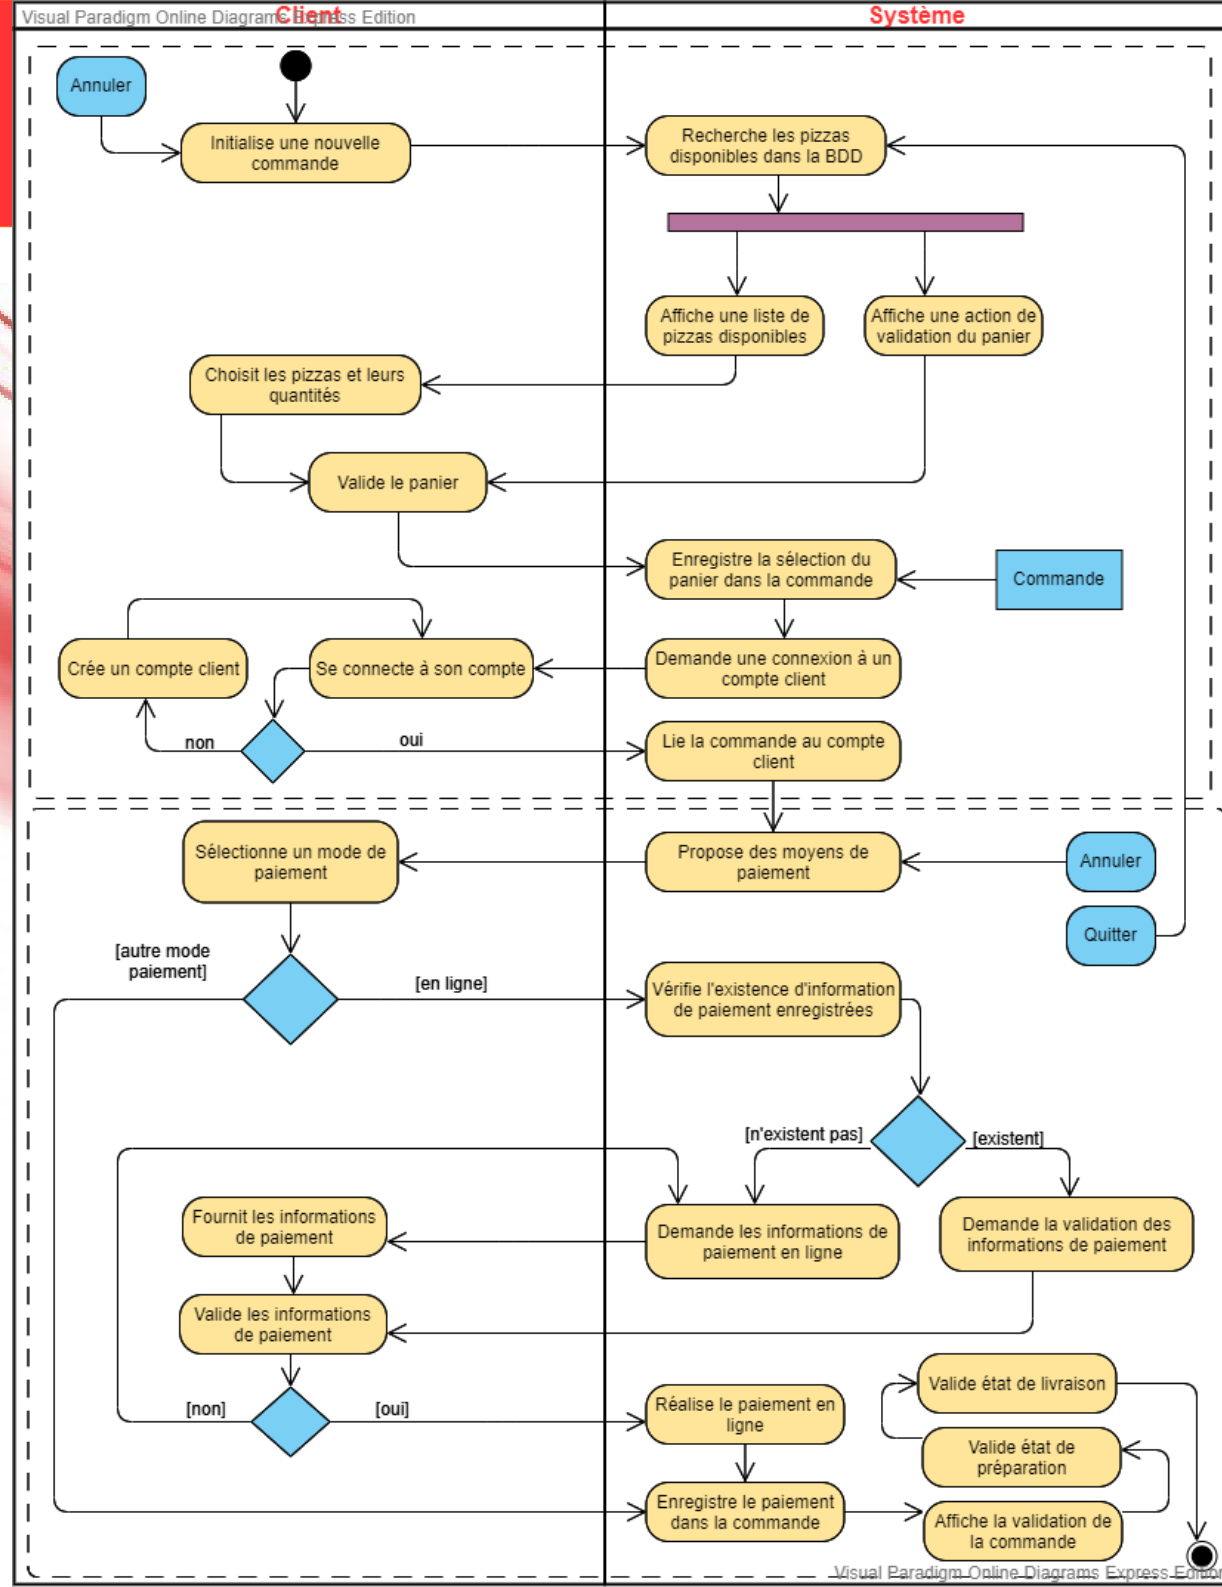 Visual Paradigm Online Diagrams Express Edition
Client
Système
Annuler
Initialise une nouvelle
commande
Recherche les pizzas
disponibles dans la BDD
Affiche une liste de
pizzas disponibles
Affiche une action de
validation du panier
Choisit les pizzas et leurs
quantités
Valide le panier
Enregistre la sélection du
panier dans la commande
Commande
Crée un compte client
Se connecte à son compte
Demande une connexion à un
compte client
non
oui
Lie la commande au compte
client
Sélectionne un mode de
paiement
Propose des moyens de
paiement
Annuler
Quitter
[autre mode
paiement]
[en ligne]
Vérifie l'existence d'information
de paiement enregistrées
[n'existent pas]
[existent]
Fournit les informations
de paiement
Demande les informations de
paiement en ligne
Demande la validation des
informations de paiement
Valide les informations
de paiement
[non]
[oui]
Réalise le paiement en
ligne
Valide état de livraison
Valide état de
préparation
Enregistre le paiement
dans la commande
Affiche la validation de
la commande
Visual Paradigm Online Diagrams Express Edition